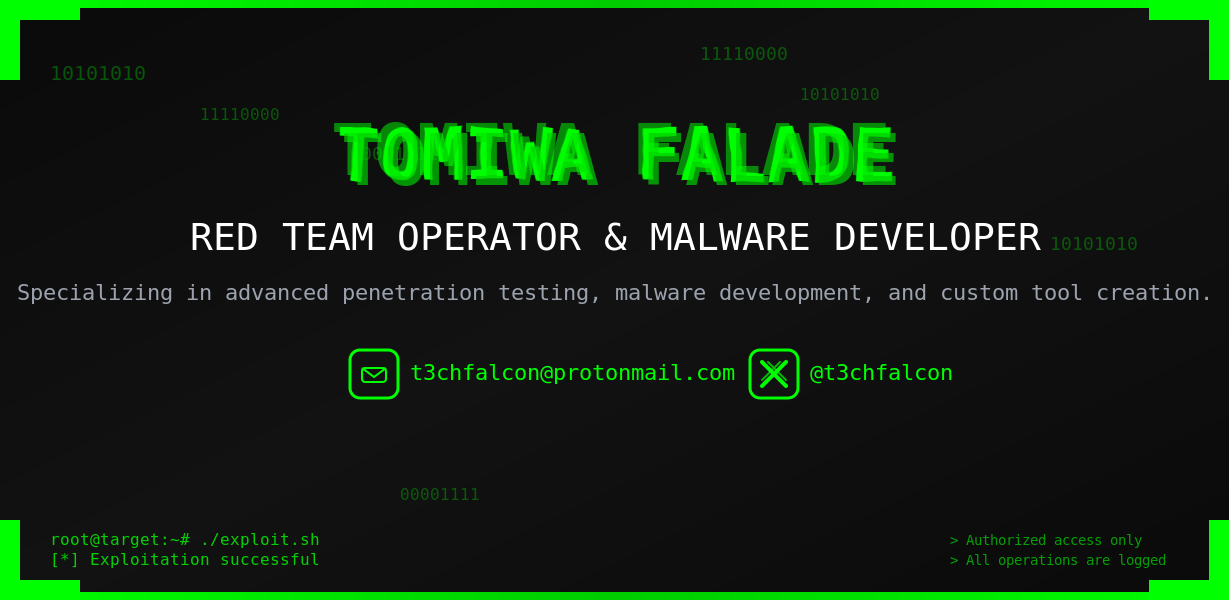 11110000
10101010
10101010
11110000
TOMIWA FALADE
RED TEAM OPERATOR & MALWARE DEVELOPER
10101010
Specializing in advanced penetration testing, malware development, and custom tool creation.
t3chfalcon@protonmail.com
@t3chfalcon
00001111
root@target:~# ./exploit.sh
[*] Exploitation successful
> Authorized access only
> All operations are logged